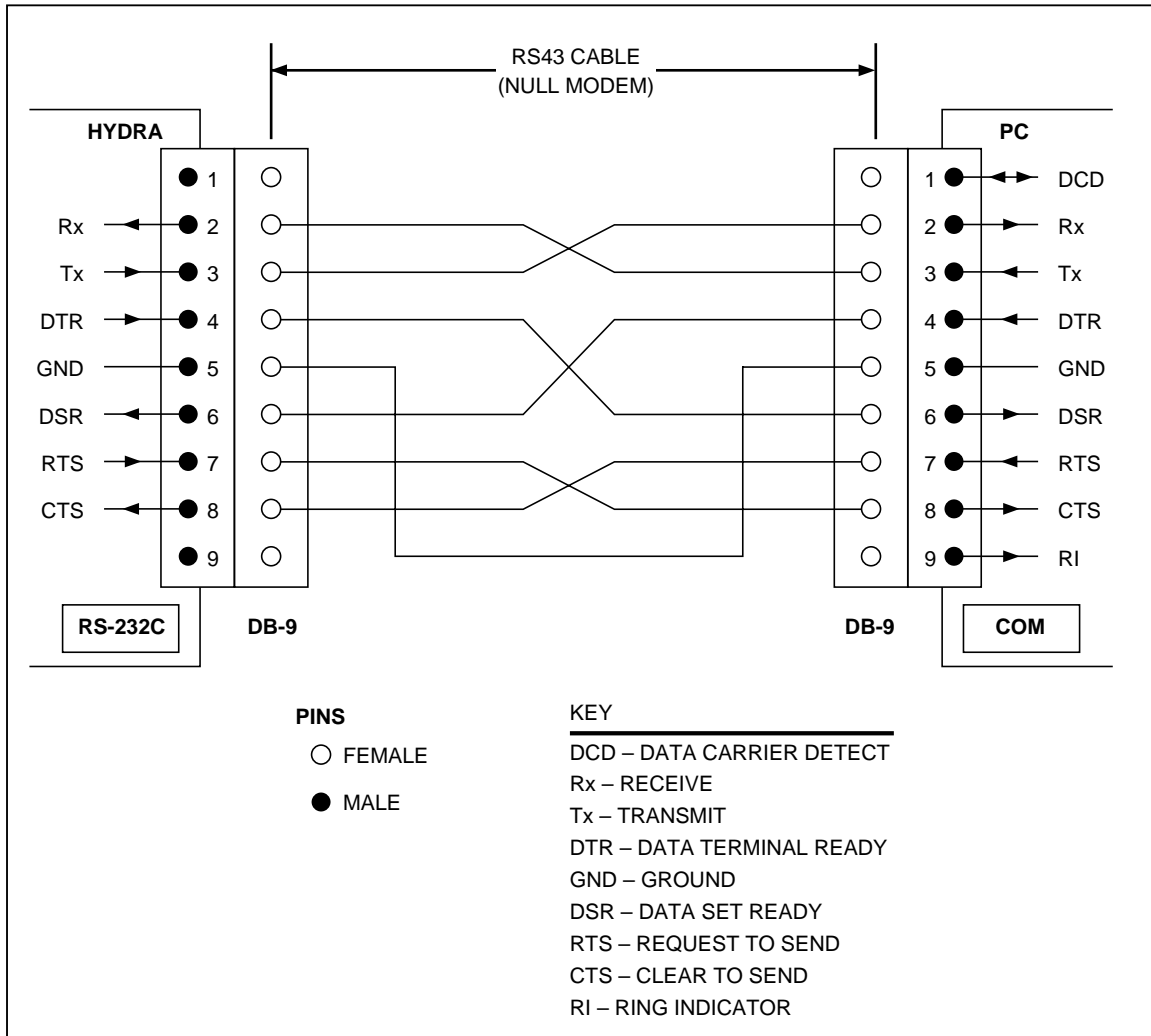 RS43 CABLE
(NULL MODEM)
HYDRA
PC
1
1
DCD
Rx
2
2
Rx
Tx
3
3
Tx
DTR
4
4
DTR
GND
5
5
GND
DSR
6
6
DSR
RTS
7
7
RTS
CTS
8
8
CTS
9
9
RI
RS-232C
DB-9
DB-9
COM
PINS
FEMALE
MALE
KEY
DCD – DATA CARRIER DETECT
Rx – RECEIVE
Tx – TRANSMIT
DTR – DATA TERMINAL READY
GND – GROUND
DSR – DATA SET READY
RTS – REQUEST TO SEND
CTS – CLEAR TO SEND
RI – RING INDICATOR